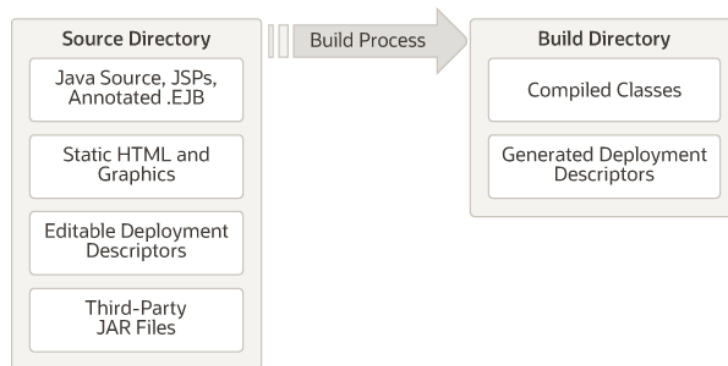 Source Directory
Java Source, JSPs,
Annotated .EJB
Static HTML and
Graphics
Editable Deployment
Descriptors
Third-Party
JAR Files
Build Process
Build Directory
Compiled Classes
Generated Deployment
Descriptors